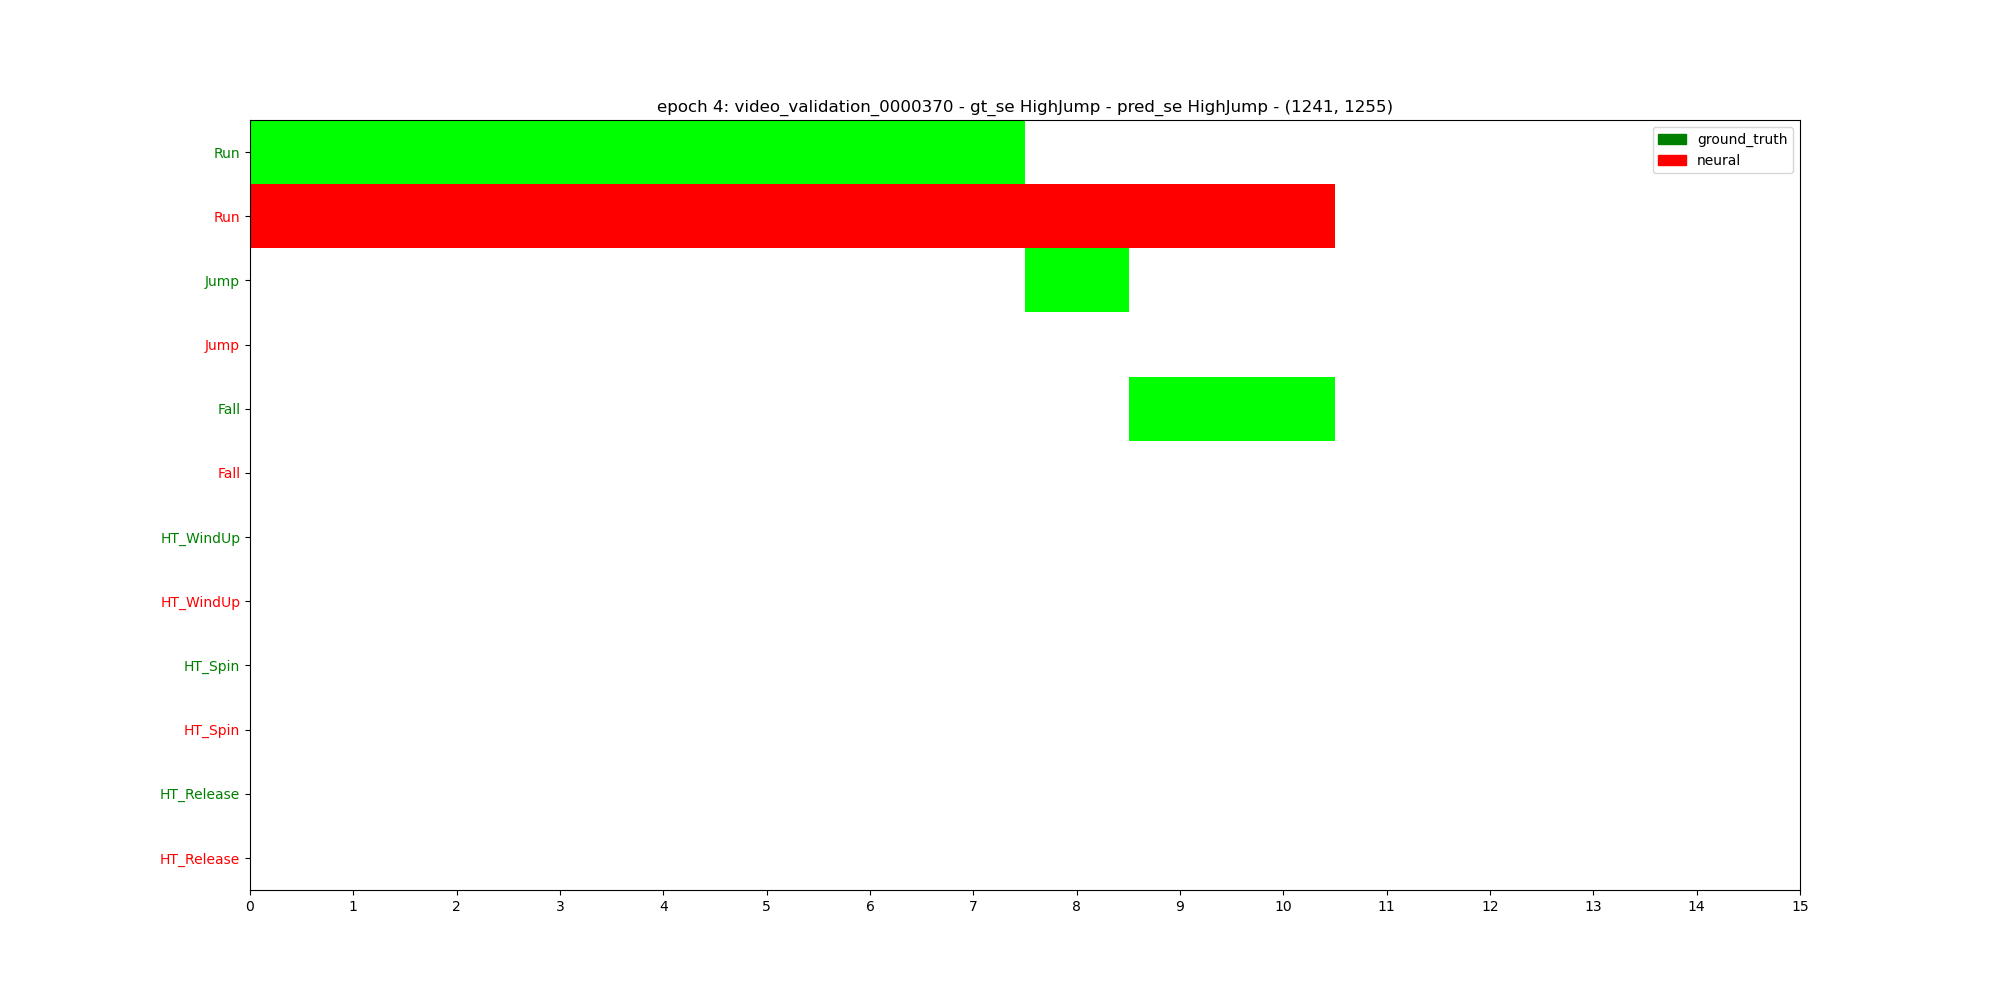 epoch 4: video_validation_0000370 - gt_se HighJump - pred_se HighJump - (1241, 1255)
ground_truth
neural
Run
Run
Jump
Jump
Fall
Fall
HT_WindUp
HT_WindUp
HT_Spin
HT_Spin
HT_Release
HT_Release
0 1 2 3 4 5 6 7 8 9 10 11 12 13 14 15